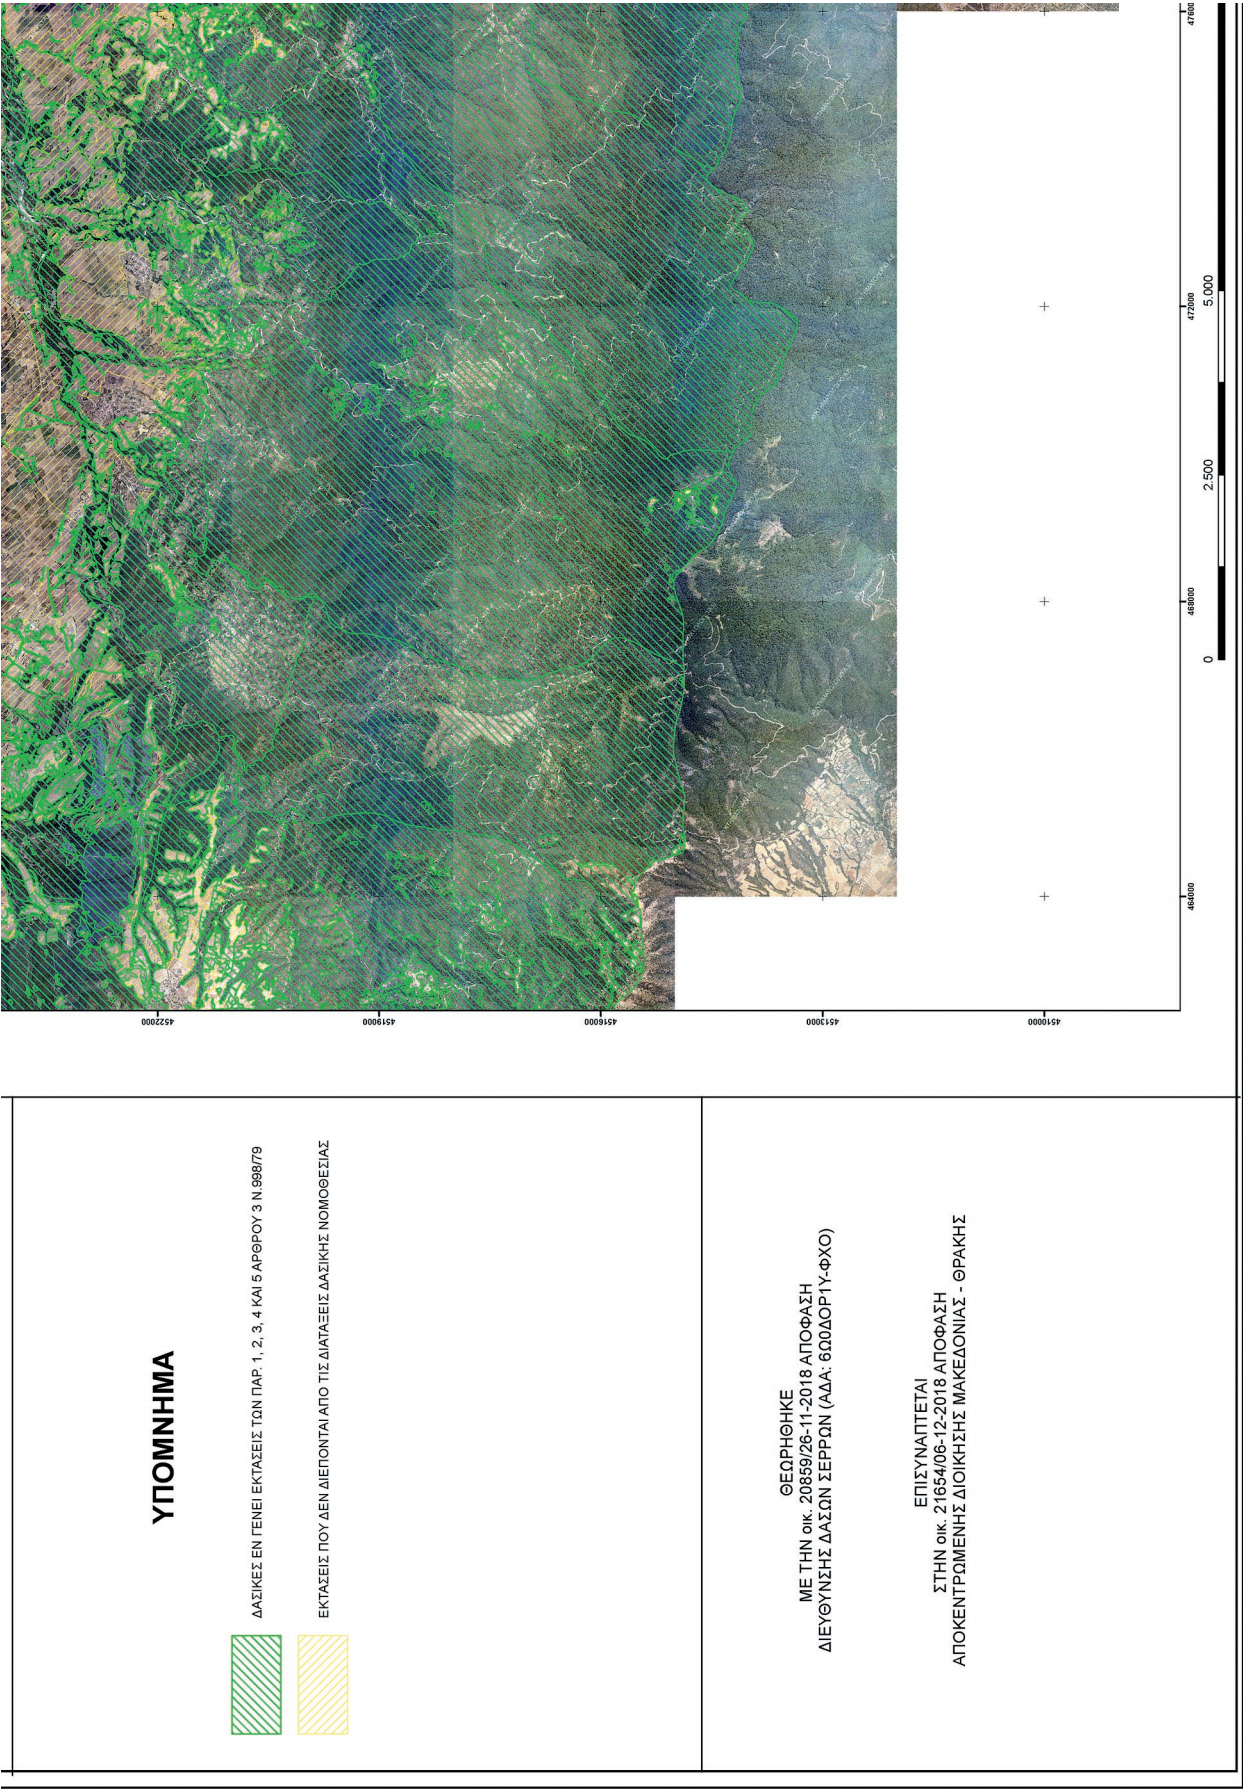 476000
472000
468000
464000
5.000
2.500
0
4522000
4519000
4516000
4513000
4510000
ΥΠΟΜΝΗΜΑ
ΔΑΣΙΚΕΣ ΕΝ ΓΕΝΕΙ ΕΚΤΑΣΕΙΣ ΤΩΝ ΠΑΡ. 1, 2, 3, 4 ΚΑΙ 5 ΑΡΘΡΟΥ 3 Ν.998/79
ΕΚΤΑΣΕΙΣ ΠΟΥ ΔΕΝ ΔΙΕΠΟΝΤΑΙ ΑΠΟ ΤΙΣ ΔΙΑΤΑΞΕΙΣ ΔΑΣΙΚΗΣ ΝΟΜΟΘΕΣΙΑΣ
ΘΕΩΡΗΘΗΚΕ
ΜΕ ΤΗΝ οικ. 20859/26-11-2018 ΑΠΟΦΑΣΗ
ΔΙΕΥΘΥΝΣΗΣ ΔΑΣΩΝ ΣΕΡΡΩΝ (ΑΔΑ: 6Ω0ΔΟΡ1Υ-ΦΧΟ)
ΕΠΙΣΥΝΑΠΤΕΤΑΙ
ΣΤΗΝ οικ. 21654/06-12-2018 ΑΠΟΦΑΣΗ
ΑΠΟΚΕΝΤΡΩΜΕΝΗΣ ΔΙΟΙΚΗΣΗΣ ΜΑΚΕΔΟΝΙΑΣ - ΘΡΑΚΗΣ